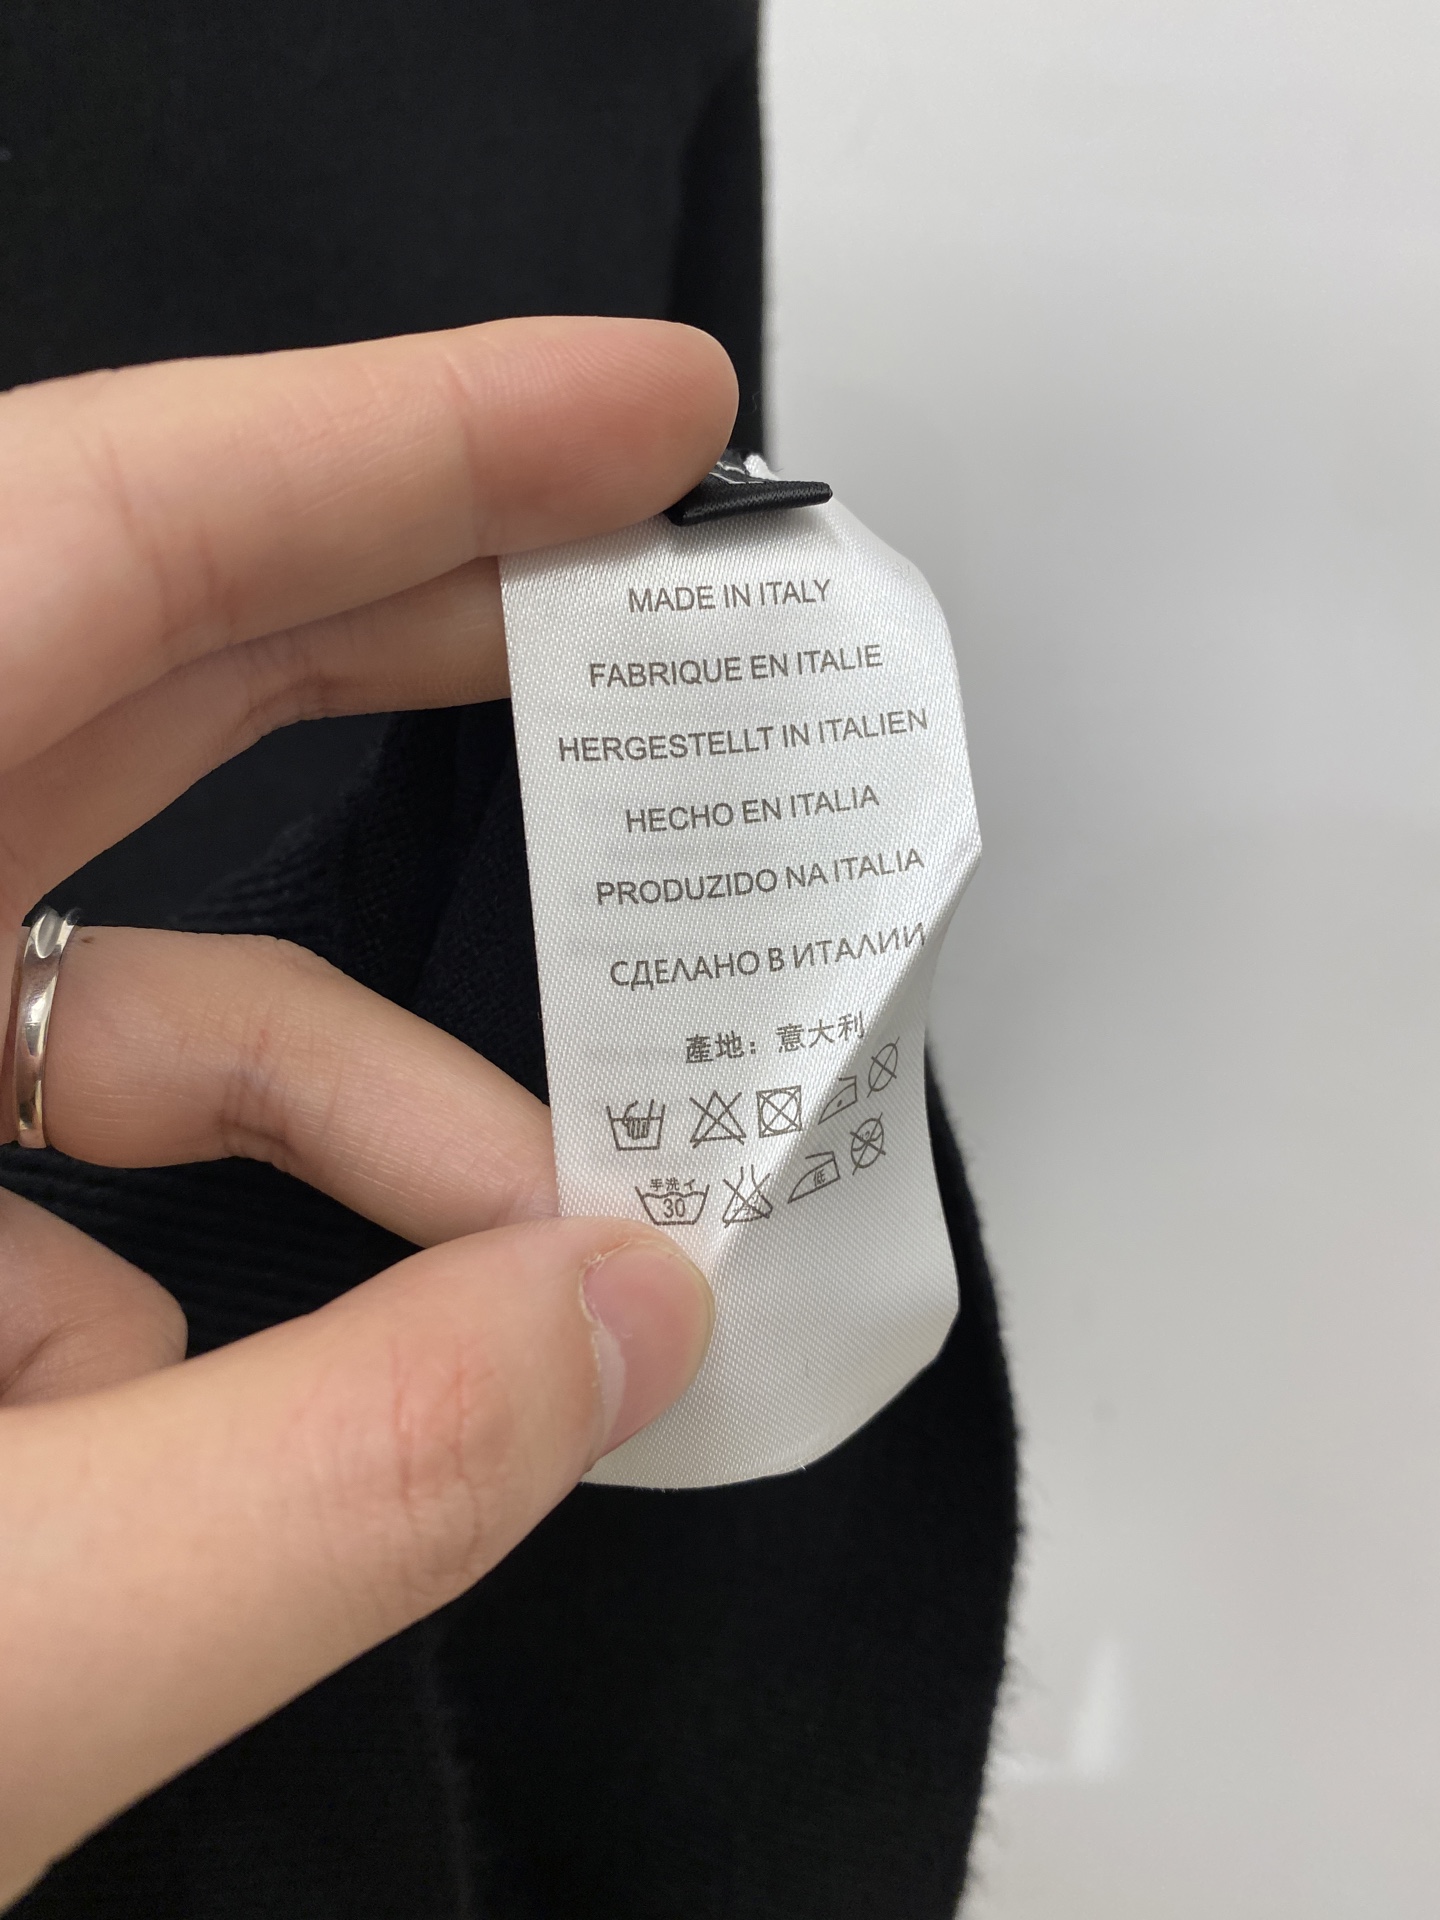 MADE IN ITALY
FABRIQUE EN ITALIE
HERGESTELLT IN ITALIEN
HECHO EN ITALIA
PRODUZIDO NA ITALIA
СДЕЛАНО В ИТАЛИИ
產地：意大利
手洗イ
30
低